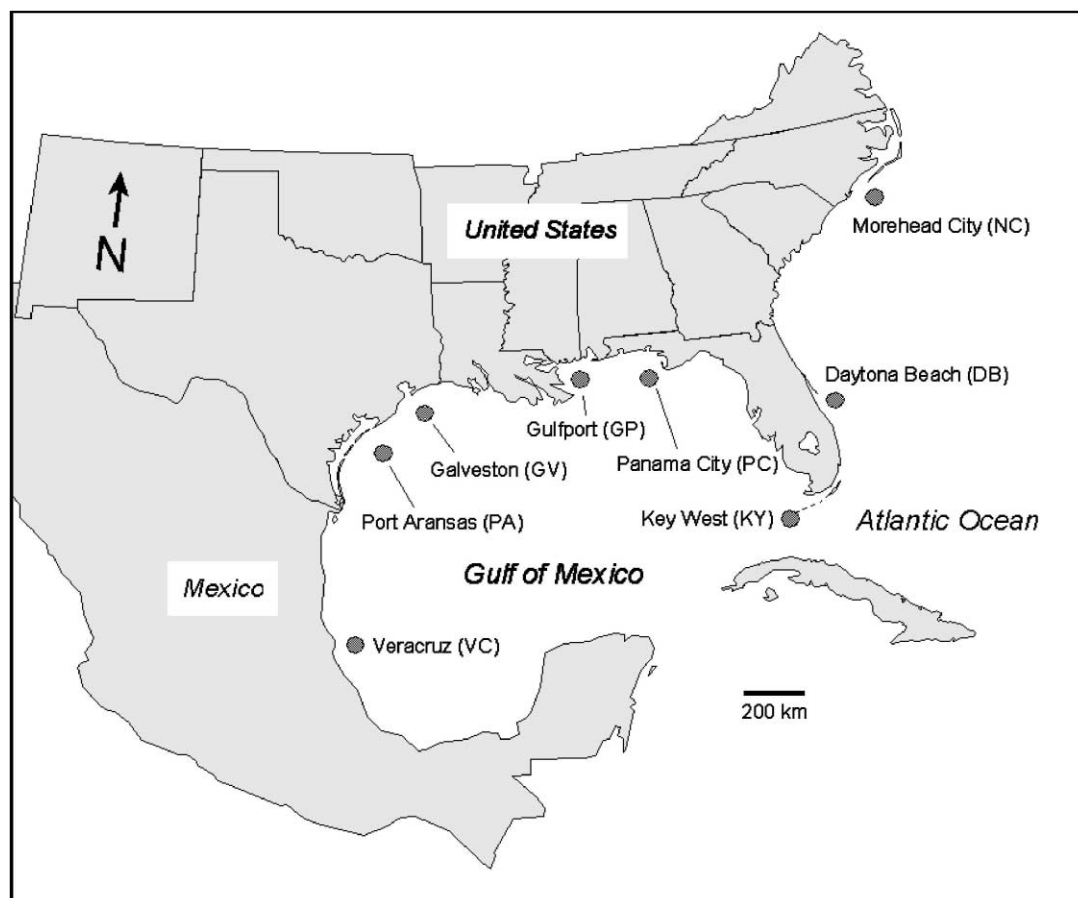 N
United States
Morehead City (NC)
Daytona Beach (DB)
Gulfport (GP)
Galveston (GV)
Panama City (PC)
Port Aransas (PA)
Key West (KY)
Atlantic Ocean
Gulf of Mexico
Mexico
Veracruz (VC)
200 km